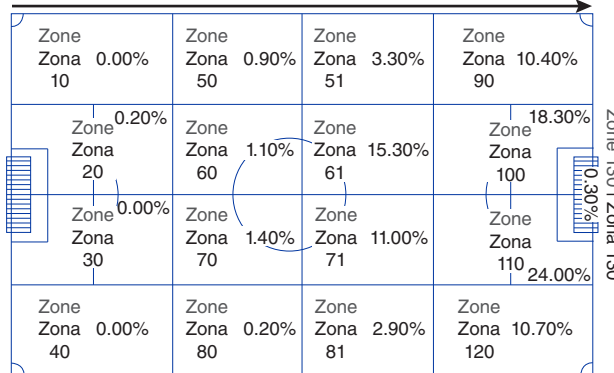 Zone
Zona 10 0.00%
Zone
Zona 50 0.90%
Zone
Zona 51 3.30%
Zone
Zona 90 10.40%
Zone
Zona 20 0.20%
Zone
Zona 60 1.10%
Zone
Zona 61 15.30%
Zone
Zona 100 18.30%
Zone
Zona 30 0.00%
Zone
Zona 70 1.40%
Zone
Zona 71 11.00%
Zone
Zona 110 24.00%
Zone 130 / Zona 130
0.30%
Zone
Zona 40 0.00%
Zone
Zona 80 0.20%
Zone
Zona 81 2.90%
Zone
Zona 120 10.70%